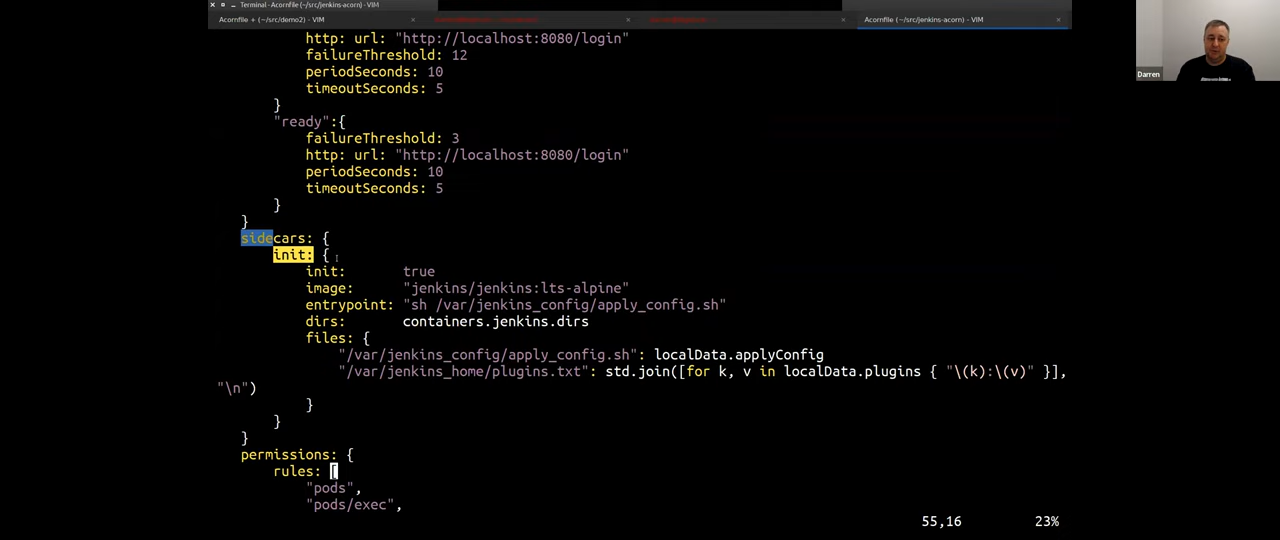 Terminal - Acornfile (~/src/jenkins-acorn) - VIM
Acornfile + (~/src/demo2) - VIM
Acornfile (~/src/jenkins-acorn) - VIM
Darren
http: url: "http://localhost:8080/login"
failureThreshold: 12
periodSeconds: 10
timeoutSeconds: 5
}
"ready":{
failureThreshold: 3
http: url: "http://localhost:8080/login"
periodSeconds: 10
timeoutSeconds: 5
}
}
sidecars: {
init: {
init: true
image: "jenkins/jenkins:lts-alpine"
entrypoint: "sh /var/jenkins_config/apply_config.sh"
dirs: containers.jenkins.dirs
files: {
"/var/jenkins_config/apply_config.sh": localData.applyConfig
"/var/jenkins_home/plugins.txt": std.join([for k, v in localData.plugins { "\(k):\(v)" }],
"\n")
}
}
}
permissions: {
rules: [
"pods",
"pods/exec",
55,16 23%